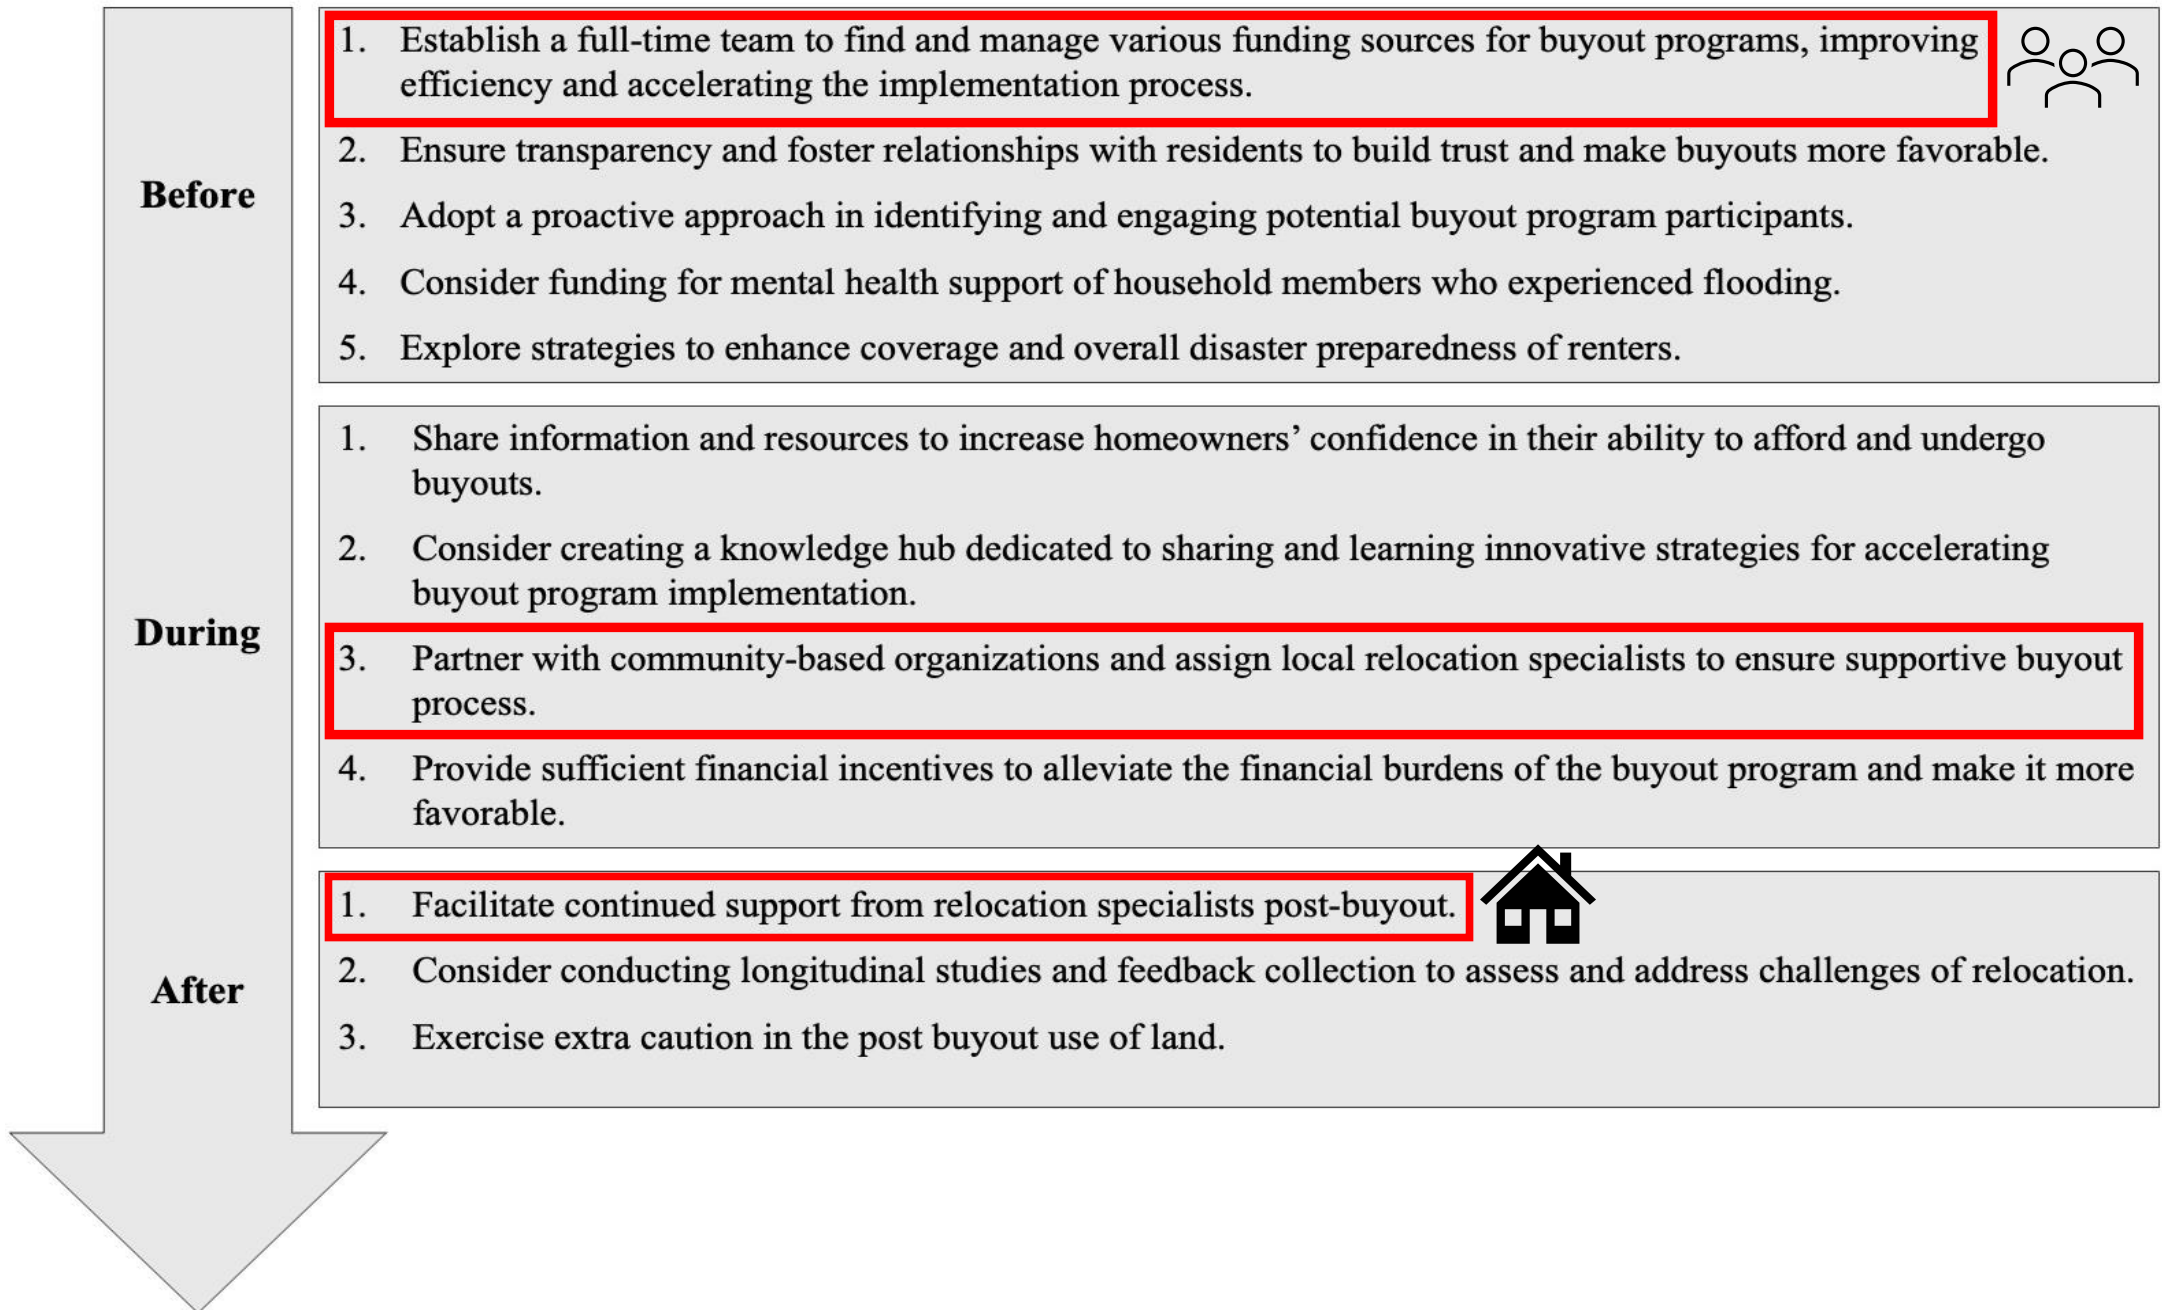 Before
1. Establish a full-time team to find and manage various funding sources for buyout programs, improving
efficiency and accelerating the implementation process.
2. Ensure transparency and foster relationships with residents to build trust and make buyouts more favorable.
3. Adopt a proactive approach in identifying and engaging potential buyout program participants.
4. Consider funding for mental health support of household members who experienced flooding.
5. Explore strategies to enhance coverage and overall disaster preparedness of renters.
During
1. Share information and resources to increase homeowners’ confidence in their ability to afford and undergo
buyouts.
2. Consider creating a knowledge hub dedicated to sharing and learning innovative strategies for accelerating
buyout program implementation.
3. Partner with community-based organizations and assign local relocation specialists to ensure supportive buyout
process.
4. Provide sufficient financial incentives to alleviate the financial burdens of the buyout program and make it more
favorable.
After
1. Facilitate continued support from relocation specialists post-buyout.
2. Consider conducting longitudinal studies and feedback collection to assess and address challenges of relocation.
3. Exercise extra caution in the post buyout use of land.